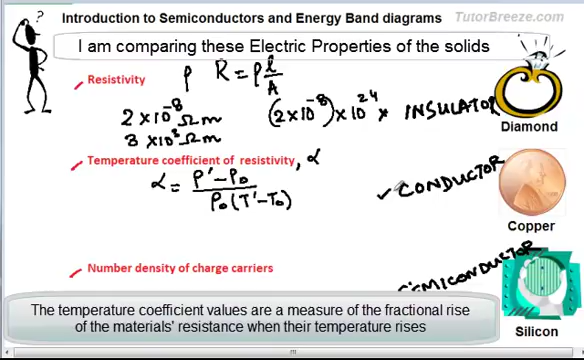 Introduction to Semiconductors and Energy Band diagrams TutorBreeze.com
?
I am comparing these Electric Properties of the solids
Resistivity ρ R = ρ l/A
2 × 10⁻⁸ Ω m (2 × 10⁻⁸) × 10²⁴ × INSULATOR
3 × 10³ Ω m
Diamond
Temperature coefficient of resistivity, α
α = ρ' − ρ₀ / ρ₀ (T' − T₀)
✓ CONDUCTOR
Copper
Number density of charge carriers
SEMICONDUCTOR
Silicon
The temperature coefficient values are a measure of the fractional rise
of the materials' resistance when their temperature rises